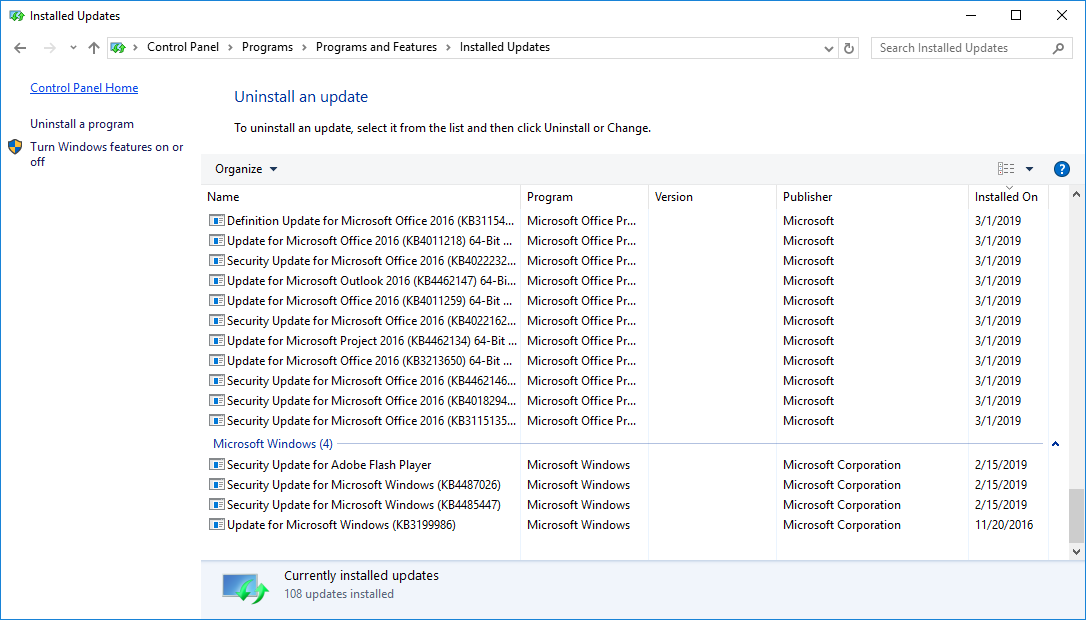 Installed Updates
Control Panel > Programs > Programs and Features > Installed Updates
Search Installed Updates
Control Panel Home
Uninstall a program
Turn Windows features on or
off
Uninstall an update
To uninstall an update, select it from the list and then click Uninstall or Change.
Organize
?
Name Program Version Publisher Installed On
Definition Update for Microsoft Office 2016 (KB31154... Microsoft Office Pr... Microsoft 3/1/2019
Update for Microsoft Office 2016 (KB4011218) 64-Bit ... Microsoft Office Pr... Microsoft 3/1/2019
Security Update for Microsoft Office 2016 (KB4022232... Microsoft Office Pr... Microsoft 3/1/2019
Update for Microsoft Outlook 2016 (KB4462147) 64-Bi... Microsoft Office Pr... Microsoft 3/1/2019
Update for Microsoft Office 2016 (KB4011259) 64-Bit ... Microsoft Office Pr... Microsoft 3/1/2019
Security Update for Microsoft Office 2016 (KB4022162... Microsoft Office Pr... Microsoft 3/1/2019
Update for Microsoft Project 2016 (KB4462134) 64-Bit ... Microsoft Office Pr... Microsoft 3/1/2019
Update for Microsoft Office 2016 (KB3213650) 64-Bit ... Microsoft Office Pr... Microsoft 3/1/2019
Security Update for Microsoft Office 2016 (KB4462146... Microsoft Office Pr... Microsoft 3/1/2019
Security Update for Microsoft Office 2016 (KB4018294... Microsoft Office Pr... Microsoft 3/1/2019
Security Update for Microsoft Office 2016 (KB3115135... Microsoft Office Pr... Microsoft 3/1/2019
Microsoft Windows (4)
Security Update for Adobe Flash Player Microsoft Windows Microsoft Corporation 2/15/2019
Security Update for Microsoft Windows (KB4487026) Microsoft Windows Microsoft Corporation 2/15/2019
Security Update for Microsoft Windows (KB4485447) Microsoft Windows Microsoft Corporation 2/15/2019
Update for Microsoft Windows (KB3199986) Microsoft Windows Microsoft Corporation 11/20/2016
Currently installed updates
108 updates installed